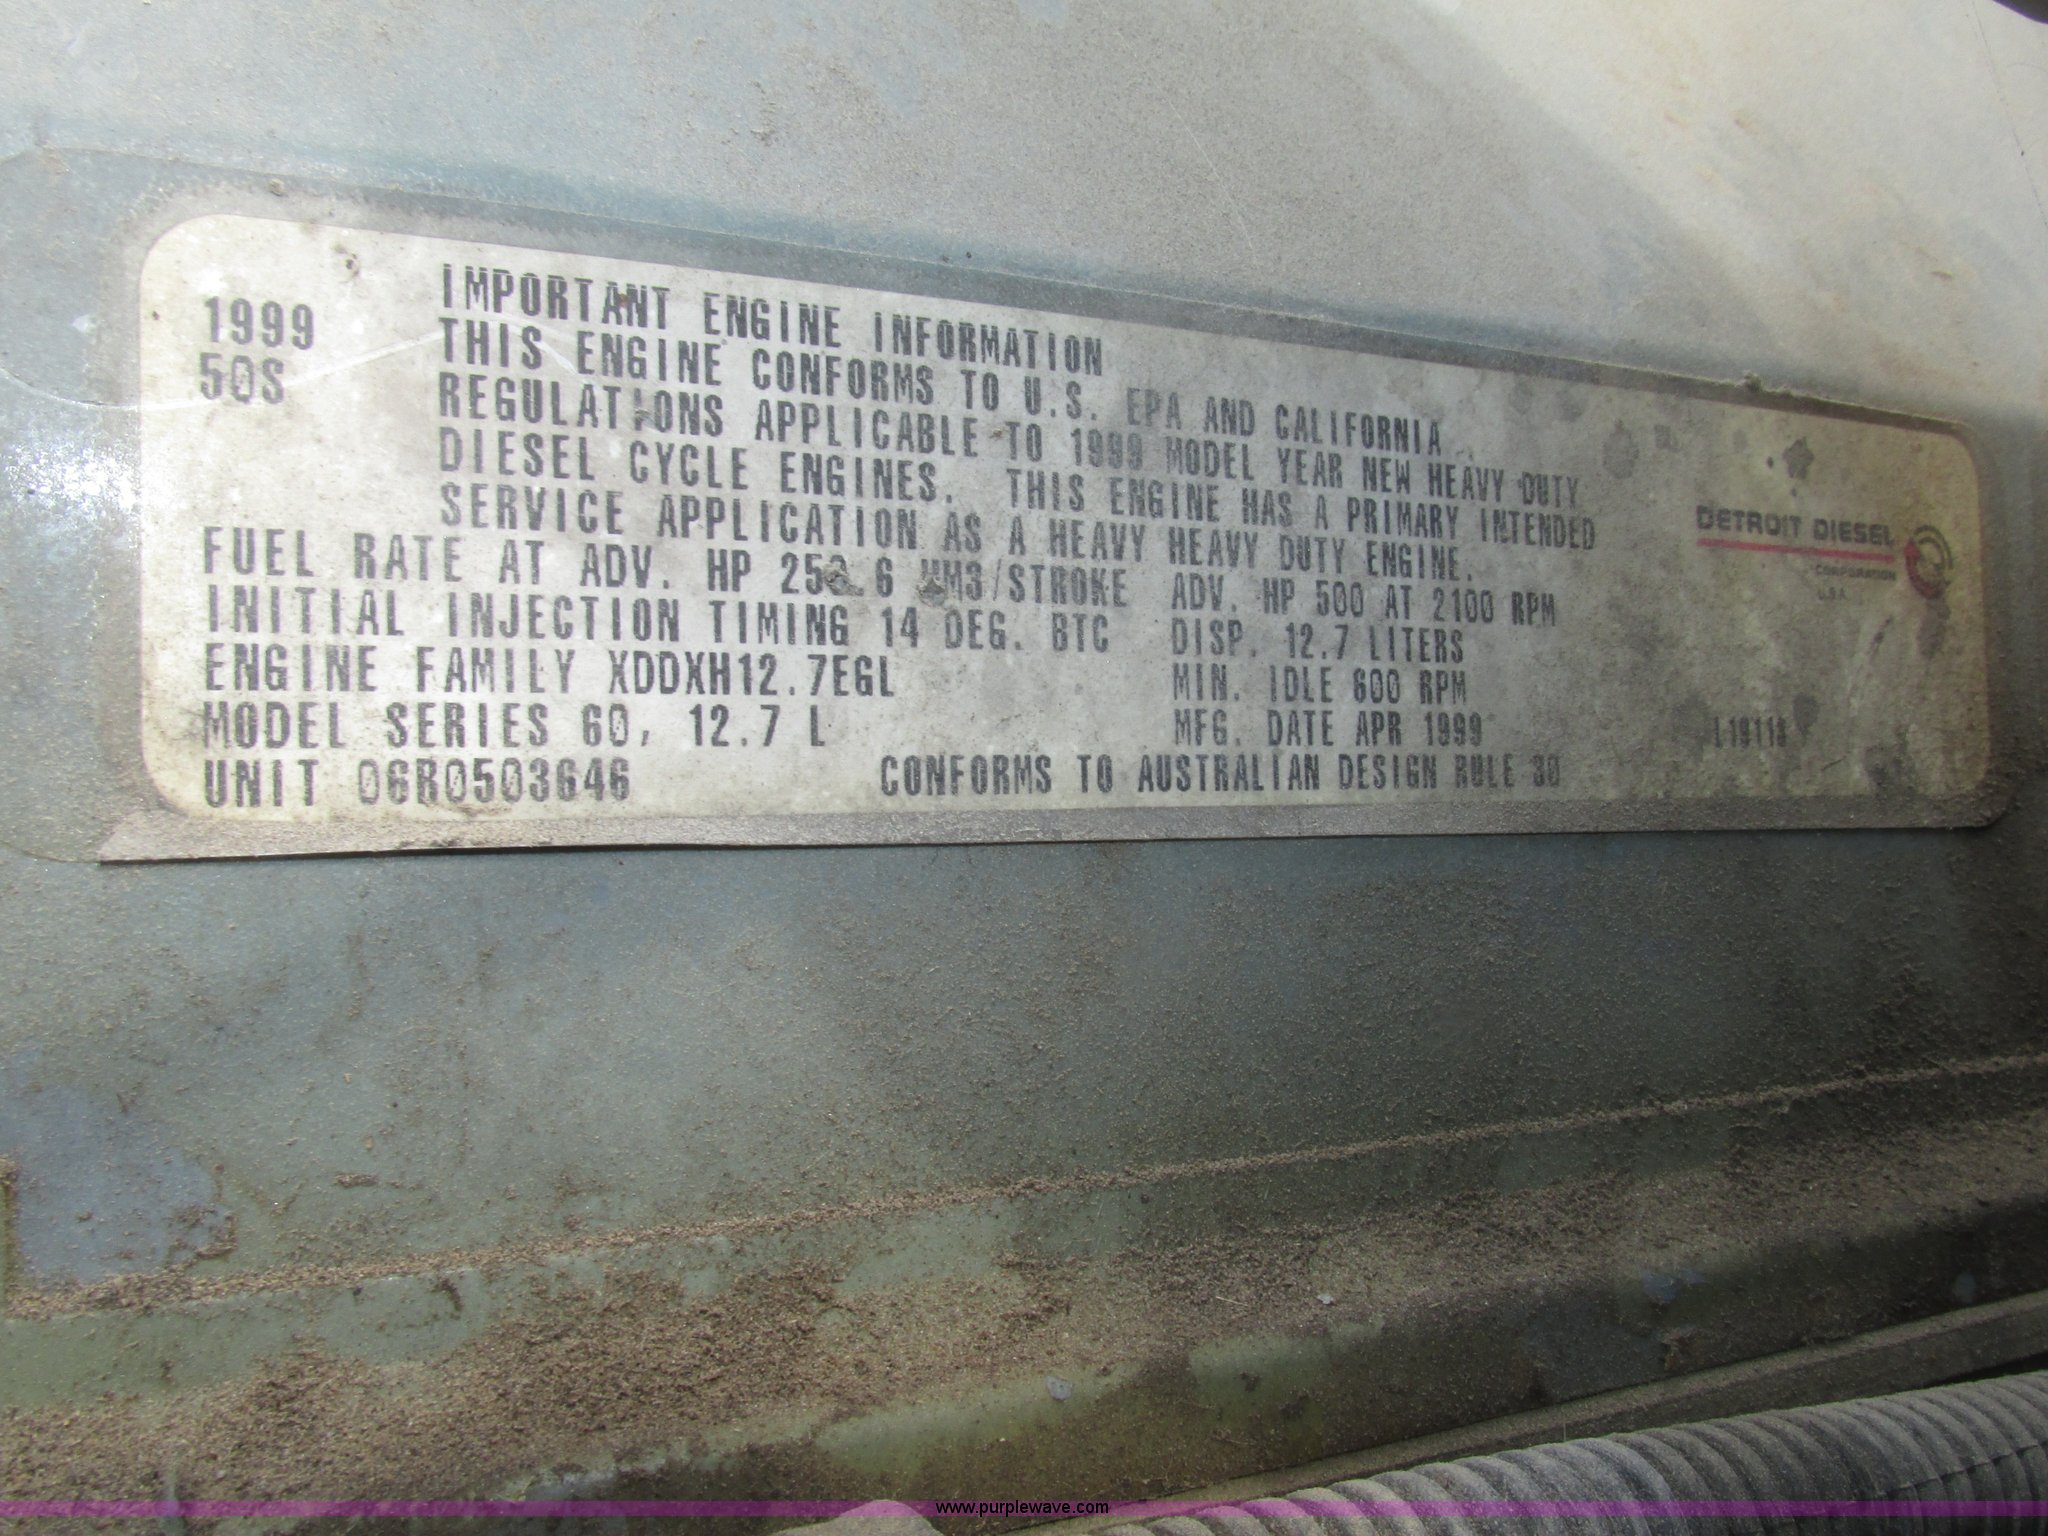 1999
50S
IMPORTANT ENGINE INFORMATION
THIS ENGINE CONFORMS TO U.S. EPA AND CALIFORNIA
REGULATIONS APPLICABLE TO 1999 MODEL YEAR NEW HEAVY DUTY
DIESEL CYCLE ENGINES. THIS ENGINE HAS A PRIMARY INTENDED
SERVICE APPLICATION AS A HEAVY HEAVY DUTY ENGINE.
FUEL RATE AT ADV. HP MM3/STROKE ADV. HP 500 AT 2100 RPM
INITIAL INJECTION TIMING 14 DEG. BTC DISP. 12.7 LITERS
ENGINE FAMILY XDDXH12.7EGL MIN. IDLE 600 RPM
MODEL SERIES 60, 12.7 L MFG. DATE APR 1999
UNIT 06R0503646 CONFORMS TO AUSTRALIAN DESIGN RULE 30
DETROIT DIESEL
CORPORATION
U.S.A.
www.purplewave.com